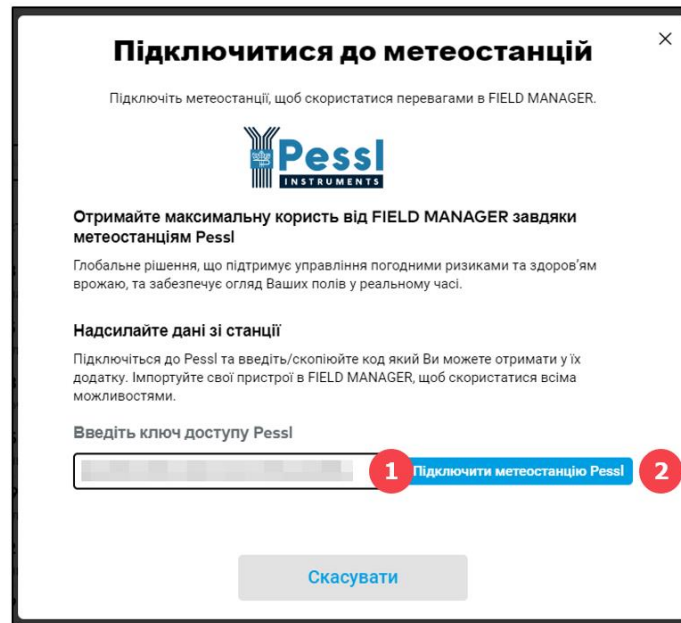 Підключитися до метеостанцій
Підключіть метеостанції, щоб скористатися перевагами в FIELD MANAGER.
Pessl
INSTRUMENTS
Отримайте максимальну користь від FIELD MANAGER завдяки
метеостанціям Pessl
Глобальне рішення, що підтримує управління погодними ризиками та здоров'ям
врожаю, та забезпечує огляд Ваших полів у реальному часі.
Надсилайте дані зі станції
Підключіться до Pessl та введіть/скопіюйте код який Ви можете отримати у їх
додатку. Імпортуйте свої пристрої в FIELD MANAGER, щоб скористатися всіма
можливостями.
Введіть ключ доступу Pessl
1 Підключити метеостанцію Pessl 2
Скасувати